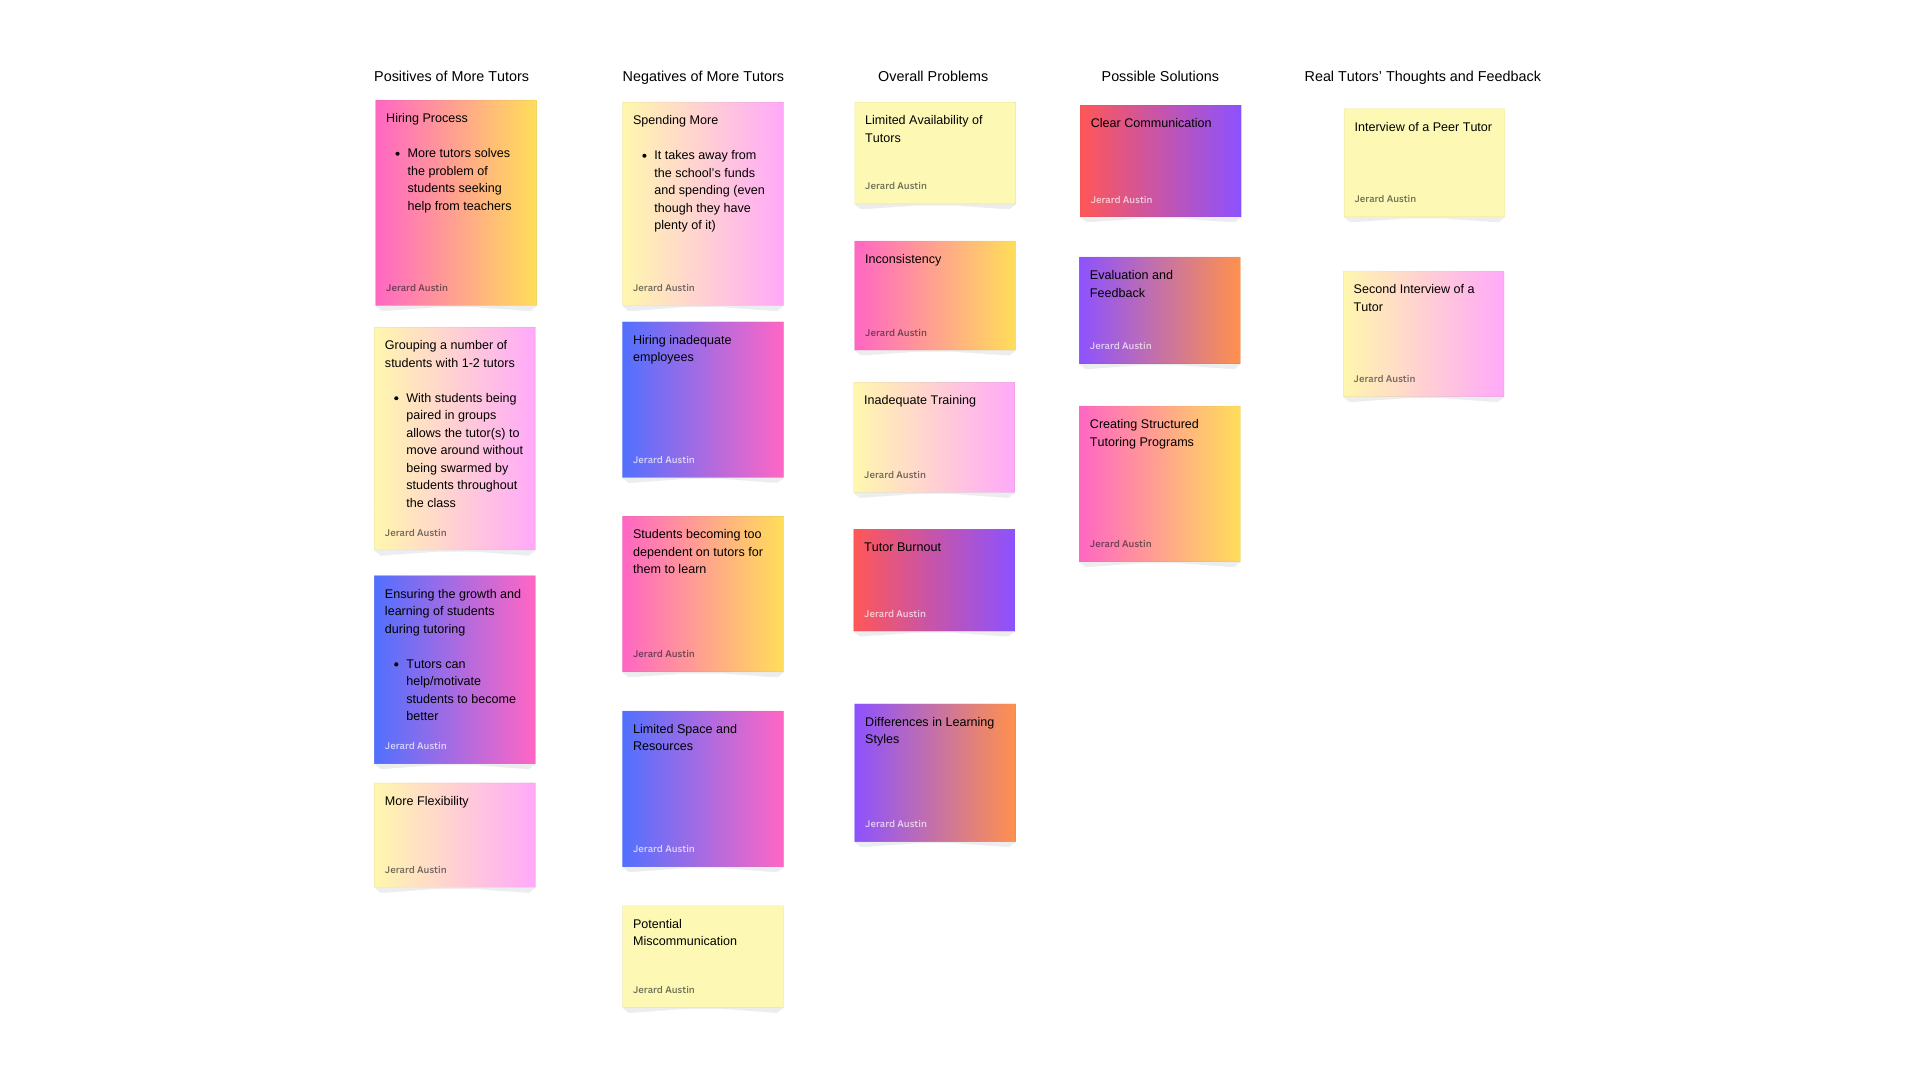 Positives of More Tutors
Hiring Process
• More tutors solves
the problem of
students seeking
help from teachers
Jerard Austin
Grouping a number of
students with 1-2 tutors
• With students being
paired in groups
allows the tutor(s) to
move around without
being swarmed by
students throughout
the class
Jerard Austin
Ensuring the growth and
learning of students
during tutoring
• Tutors can
help/motivate
students to become
better
Jerard Austin
More Flexibility
Jerard Austin
Negatives of More Tutors
Spending More
• It takes away from
the school's funds
and spending (even
though they have
plenty of it)
Jerard Austin
Hiring inadequate
employees
Jerard Austin
Students becoming too
dependent on tutors for
them to learn
Jerard Austin
Limited Space and
Resources
Jerard Austin
Potential
Miscommunication
Jerard Austin
Overall Problems
Limited Availability of
Tutors
Jerard Austin
Inconsistency
Jerard Austin
Inadequate Training
Jerard Austin
Tutor Burnout
Jerard Austin
Differences in Learning
Styles
Jerard Austin
Possible Solutions
Clear Communication
Jerard Austin
Evaluation and
Feedback
Jerard Austin
Creating Structured
Tutoring Programs
Jerard Austin
Real Tutors’ Thoughts and Feedback
Interview of a Peer Tutor
Jerard Austin
Second Interview of a
Tutor
Jerard Austin